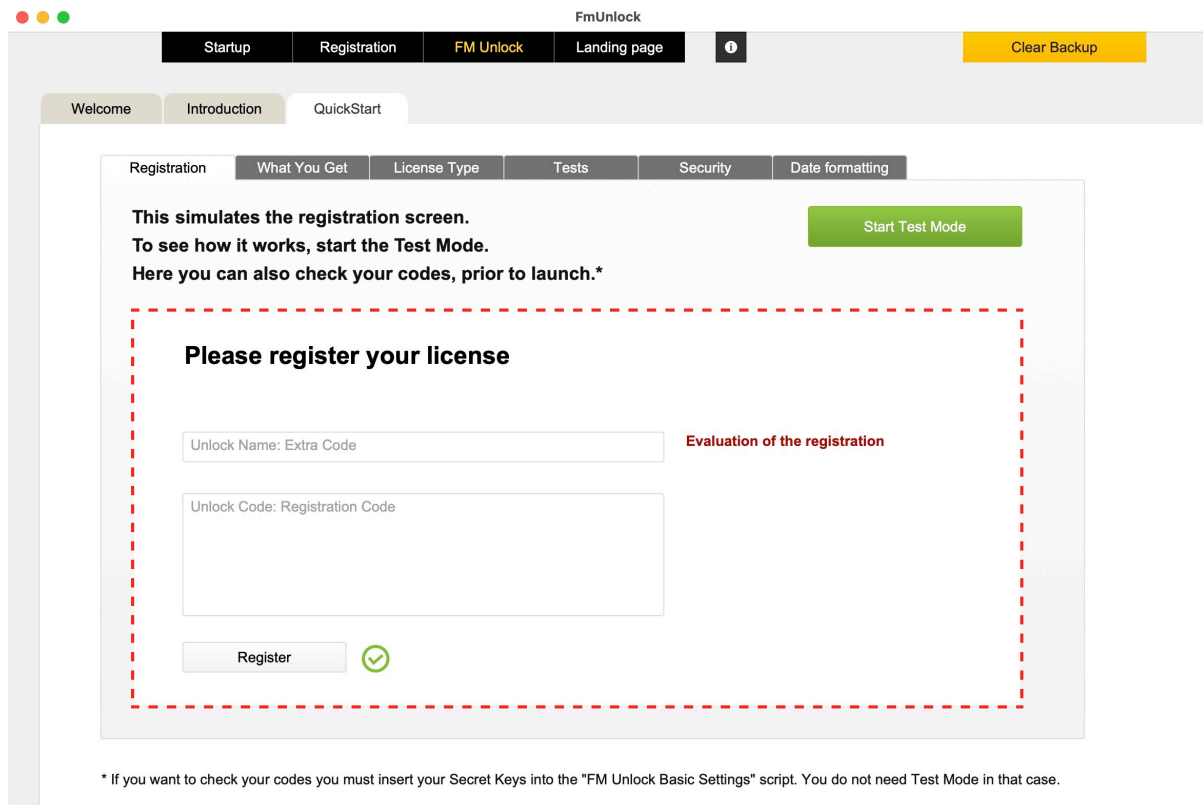 FmUnlock
Startup Registration FM Unlock Landing page Clear Backup
Welcome Introduction QuickStart
Registration What You Get License Type Tests Security Date formatting
This simulates the registration screen.
Start Test Mode
To see how it works, start the Test Mode.
Here you can also check your codes, prior to launch.*
Please register your license
Unlock Name: Extra Code
Evaluation of the registration
Unlock Code: Registration Code
Register
* If you want to check your codes you must insert your Secret Keys into the "FM Unlock Basic Settings" script. You do not need Test Mode in that case.